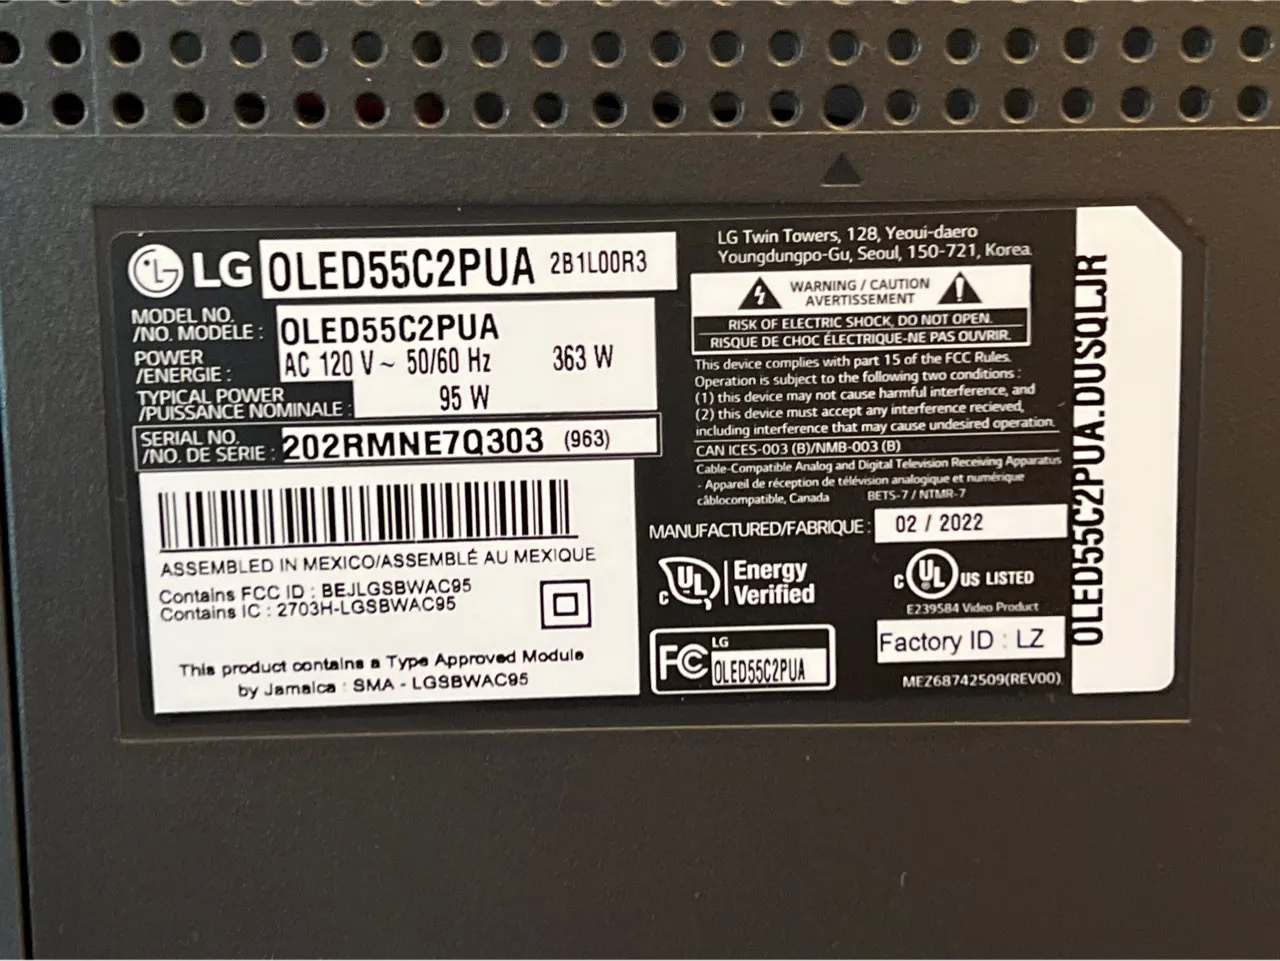 LG OLED55C2PUA 2B1L00R3
MODEL NO.
/NO. MODÈLE : OLED55C2PUA
POWER
/ÉNERGIE : AC 120 V ~ 50/60 Hz 363 W
TYPICAL POWER
/PUISSANCE NOMINALE : 95 W
SERIAL NO.
/NO. DE SÉRIE : 202RMNE7Q303 (963)
ASSEMBLED IN MEXICO/ASSEMBLÉ AU MEXIQUE
Contains FCC ID : BEJLGSBWAC95
Contains IC : 2703H-LGSBWAC95
This product contains a Type Approved Module
by Jamaica : SMA - LGSBWAC95
LG Twin Towers, 128, Yeoui-daero
Youngdungpo-Gu, Seoul, 150-721, Korea
WARNING / CAUTION
AVERTISSEMENT
RISK OF ELECTRIC SHOCK, DO NOT OPEN.
RISQUE DE CHOC ÉLECTRIQUE-NE PAS OUVRIR.
This device complies with part 15 of the FCC Rules.
Operation is subject to the following two conditions :
(1) this device may not cause harmful interference, and
(2) this device must accept any interference recieved,
including interference that may cause undesired operation.
CAN ICES-003 (B)/NMB-003 (B)
Cable-Compatible Analog and Digital Television Receiving Apparatus
- Appareil de réception de télévision analogique et numérique
câblocompatible, Canada BETS-7 / NTMR-7
MANUFACTURED/FABRIQUÉ : 02 / 2022
c UL Energy
Verified
c UL US LISTED
E239584 Video Product
FC LG
OLED55C2PUA
Factory ID : LZ
MEZ68742509(REV00)
OLED55C2PUA.DUSQLJR